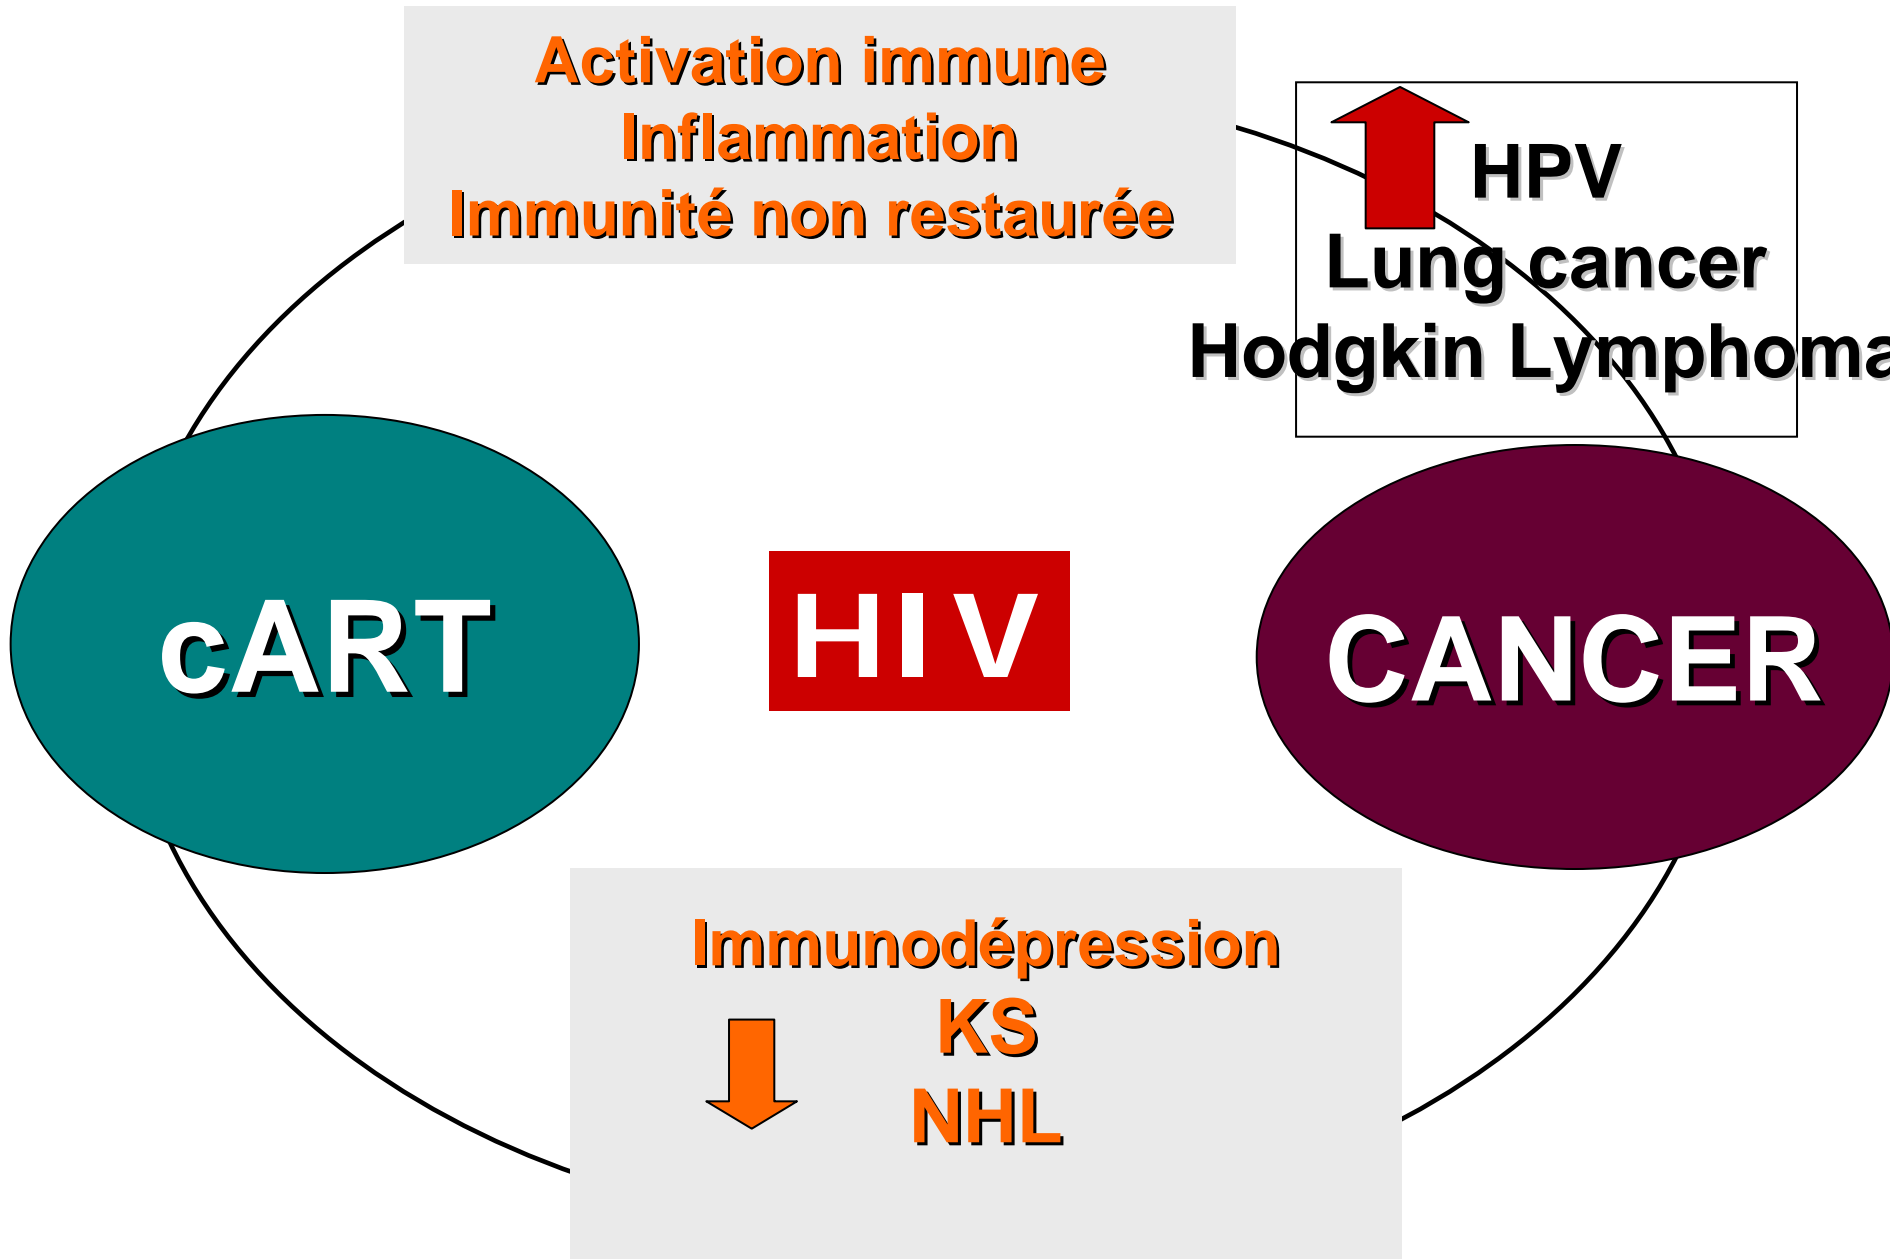 Activation immune
Inflammation
Immunité non restaurée
HPV
Lung cancer
Hodgkin Lymphoma
cART
HIV
CANCER
Immunodépression
KS
NHL